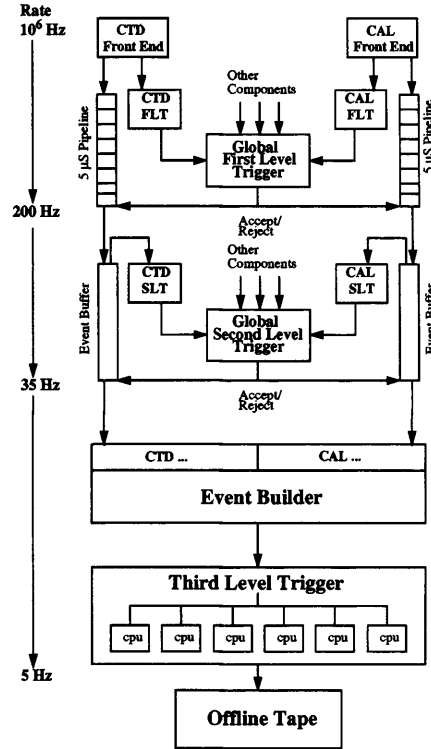 Rate
10⁶ Hz
CTD
Front End
CAL
Front End
5 µS Pipeline
CTD
FLT
Other
Components
CAL
FLT
5 µS Pipeline
Global
First Level
Trigger
200 Hz
Accept/
Reject
Event Buffer
CTD
SLT
Other
Components
CAL
SLT
Event Buffer
Global
Second Level
Trigger
35 Hz
Accept/
Reject
CTD ...
CAL ...
Event Builder
Third Level Trigger
cpu cpu cpu cpu cpu cpu
5 Hz
Offline Tape